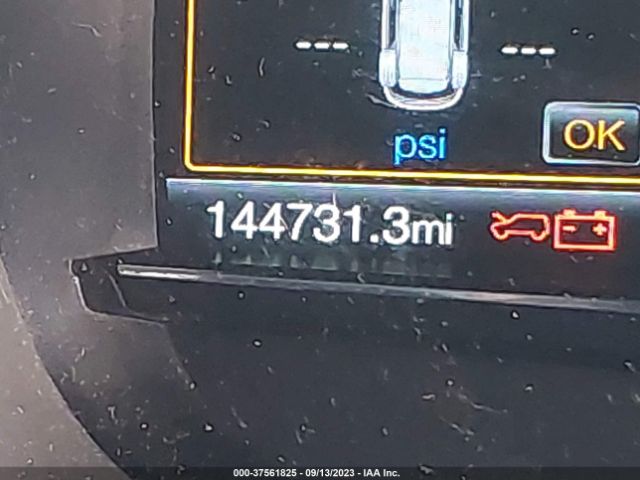 --- ---
psi
OK
144731.3mi
000-37561825 - 09/13/2023 - IAA Inc.